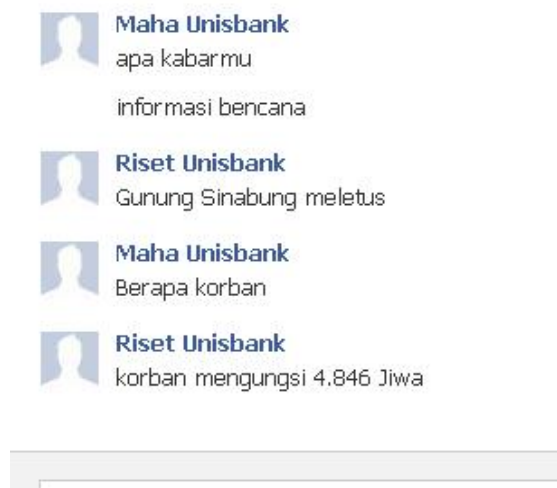 Maha Unisbank
apa kabarmu
informasi bencana
Riset Unisbank
Gunung Sinabung meletus
Maha Unisbank
Berapa korban
Riset Unisbank
korban mengungsi 4.846 Jiwa